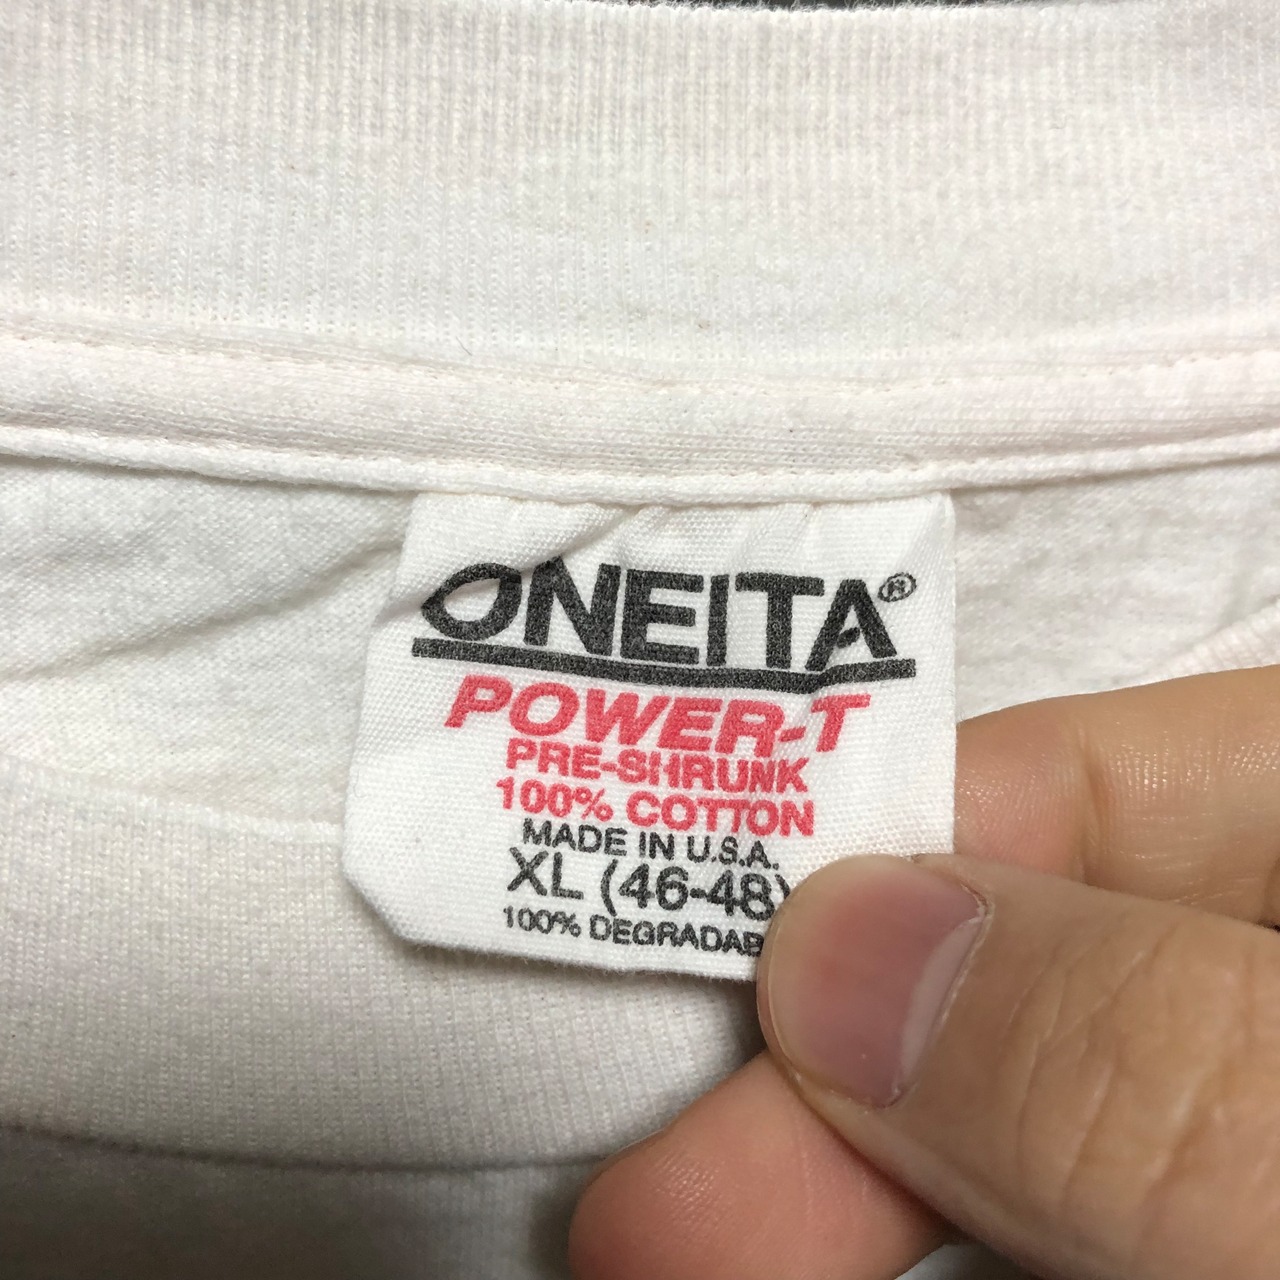 ONEITA®
POWER-T
PRE-SHRUNK
100% COTTON
MADE IN U.S.A.
XL (46-48)
100% DEGRADAB